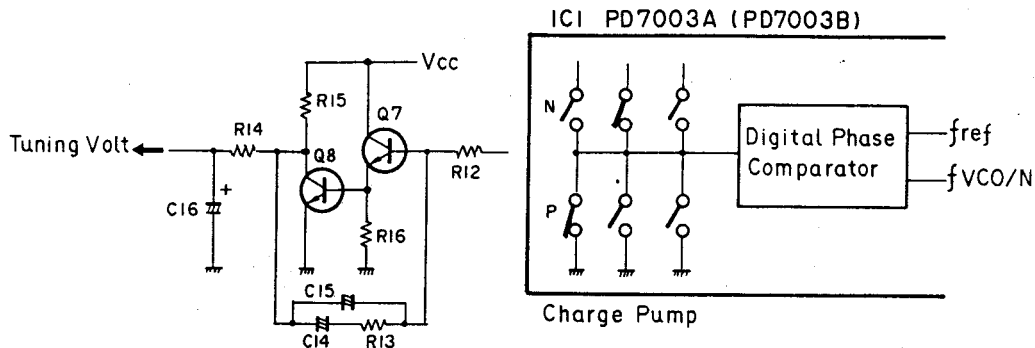 IC1 PD7003A (PD7003B)
Vcc
R15
Q7
N
R14
Tuning Volt
Q8
R12
Digital Phase
Comparator
fref
fVCO/N
+
C16
R16
P
C15
C14
R13
Charge Pump